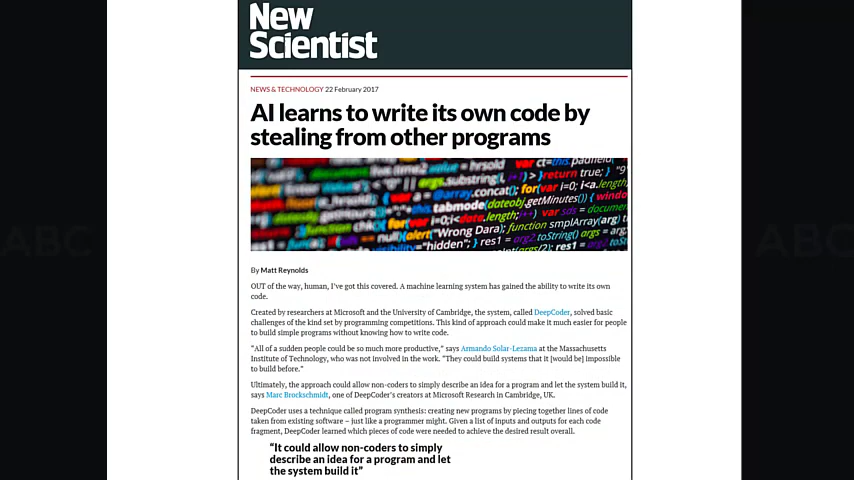 New
Scientist
NEWS & TECHNOLOGY 22 February 2017
AI learns to write its own code by
stealing from other programs
By Matt Reynolds
OUT of the way, human, I've got this covered. A machine learning system has gained the ability to write its own
code.
Created by researchers at Microsoft and the University of Cambridge, the system, called DeepCoder, solved basic
challenges of the kind set by programming competitions. This kind of approach could make it much easier for people
to build simple programs without knowing how to write code.
"All of a sudden people could be so much more productive," says Armando Solar-Lezama at the Massachusetts
Institute of Technology, who was not involved in the work. "They could build systems that it [would be] impossible
to build before."
Ultimately, the approach could allow non-coders to simply describe an idea for a program and let the system build it,
says Marc Brockschmidt, one of DeepCoder's creators at Microsoft Research in Cambridge, UK.
DeepCoder uses a technique called program synthesis: creating new programs by piecing together lines of code
taken from existing software – just like a programmer might. Given a list of inputs and outputs for each code
fragment, DeepCoder learned which pieces of code were needed to achieve the desired result overall.
"It could allow non-coders to simply
describe an idea for a program and let
the system build it"